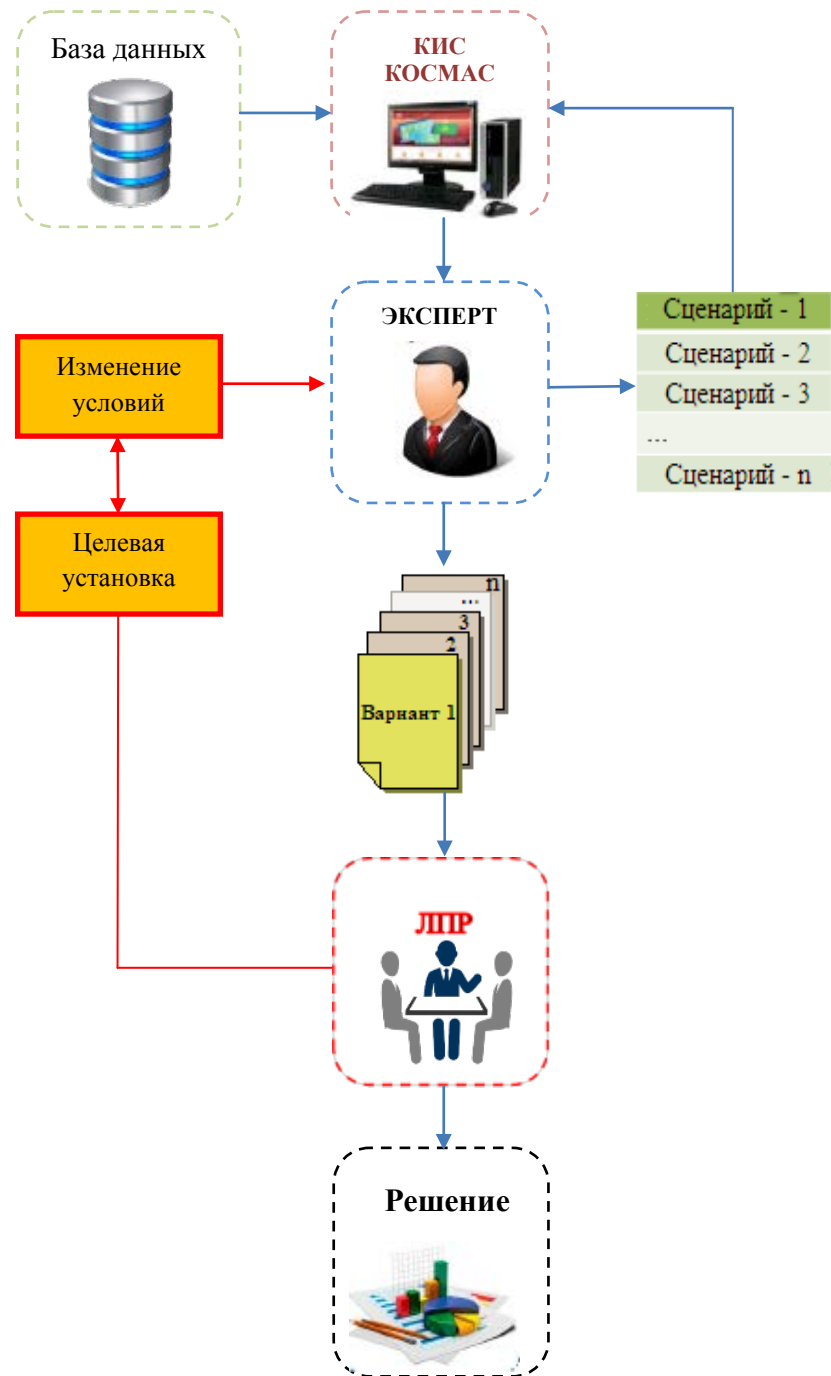 База данных
КИС
КОСМАС
ЭКСПЕРТ
Сценарий - 1
Сценарий - 2
Сценарий - 3
...
Сценарий - n
Изменение
условий
Целевая
установка
n
...
3
2
Вариант 1
ЛПР
Решение